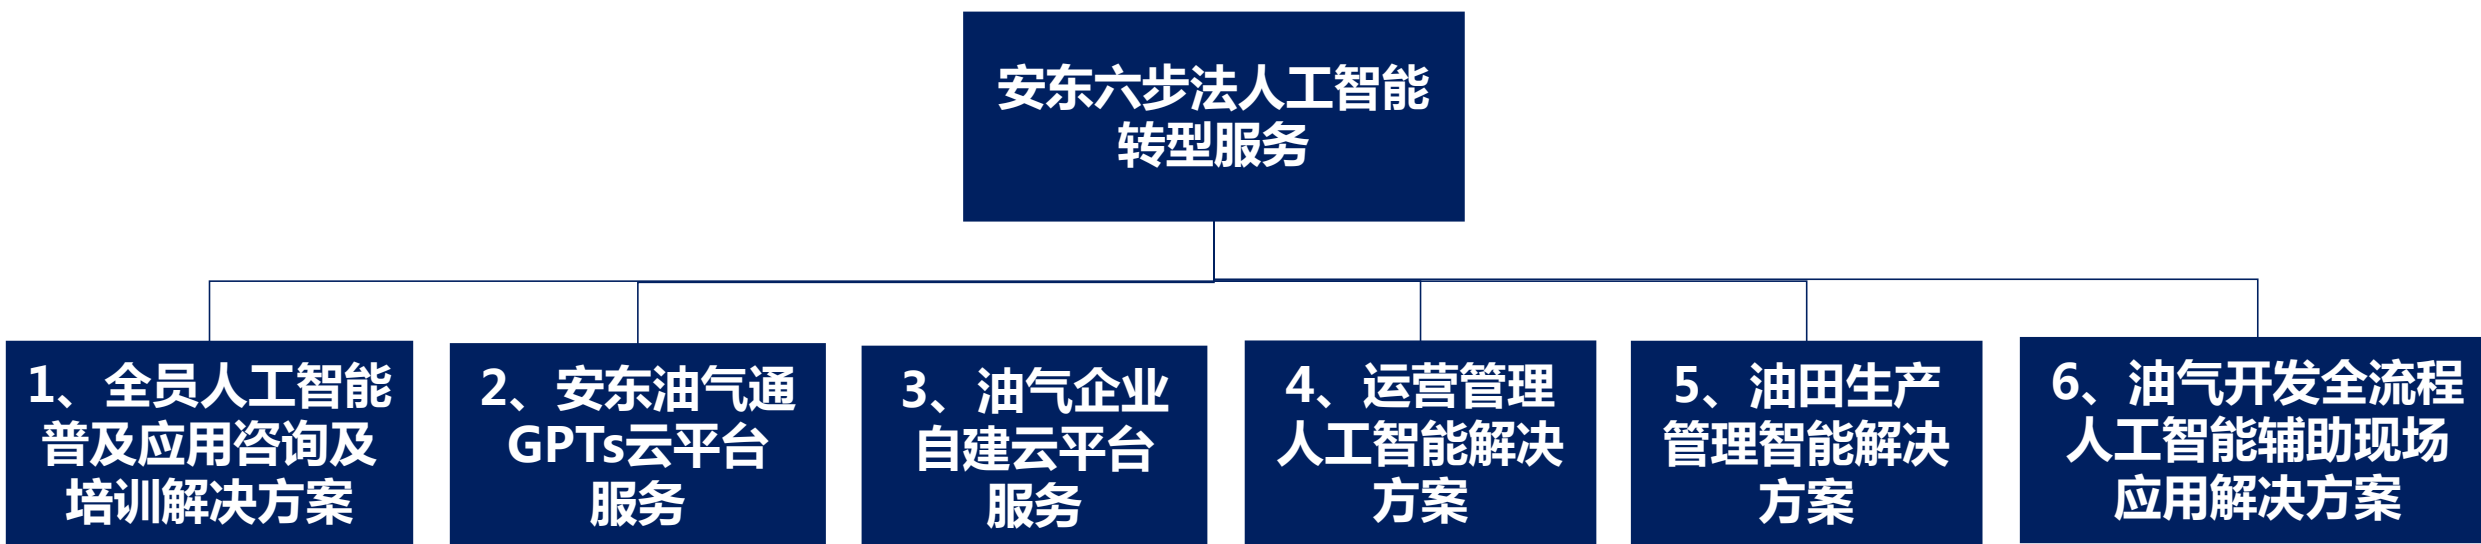 安东六步法人工智能
转型服务
1、全员人工智能
普及应用咨询及
培训解决方案
2、安东油气通
GPTs云平台
服务
3、油气企业
自建云平台
服务
4、运营管理
人工智能解决
方案
5、油田生产
管理智能解决
方案
6、油气开发全流程
人工智能辅助现场
应用解决方案